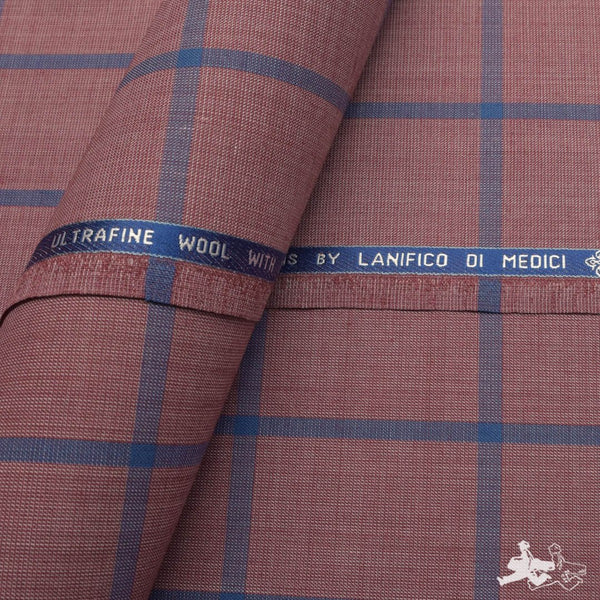 ULTRAFINE WOOL WITH
BY LANIFICO DI MEDICI